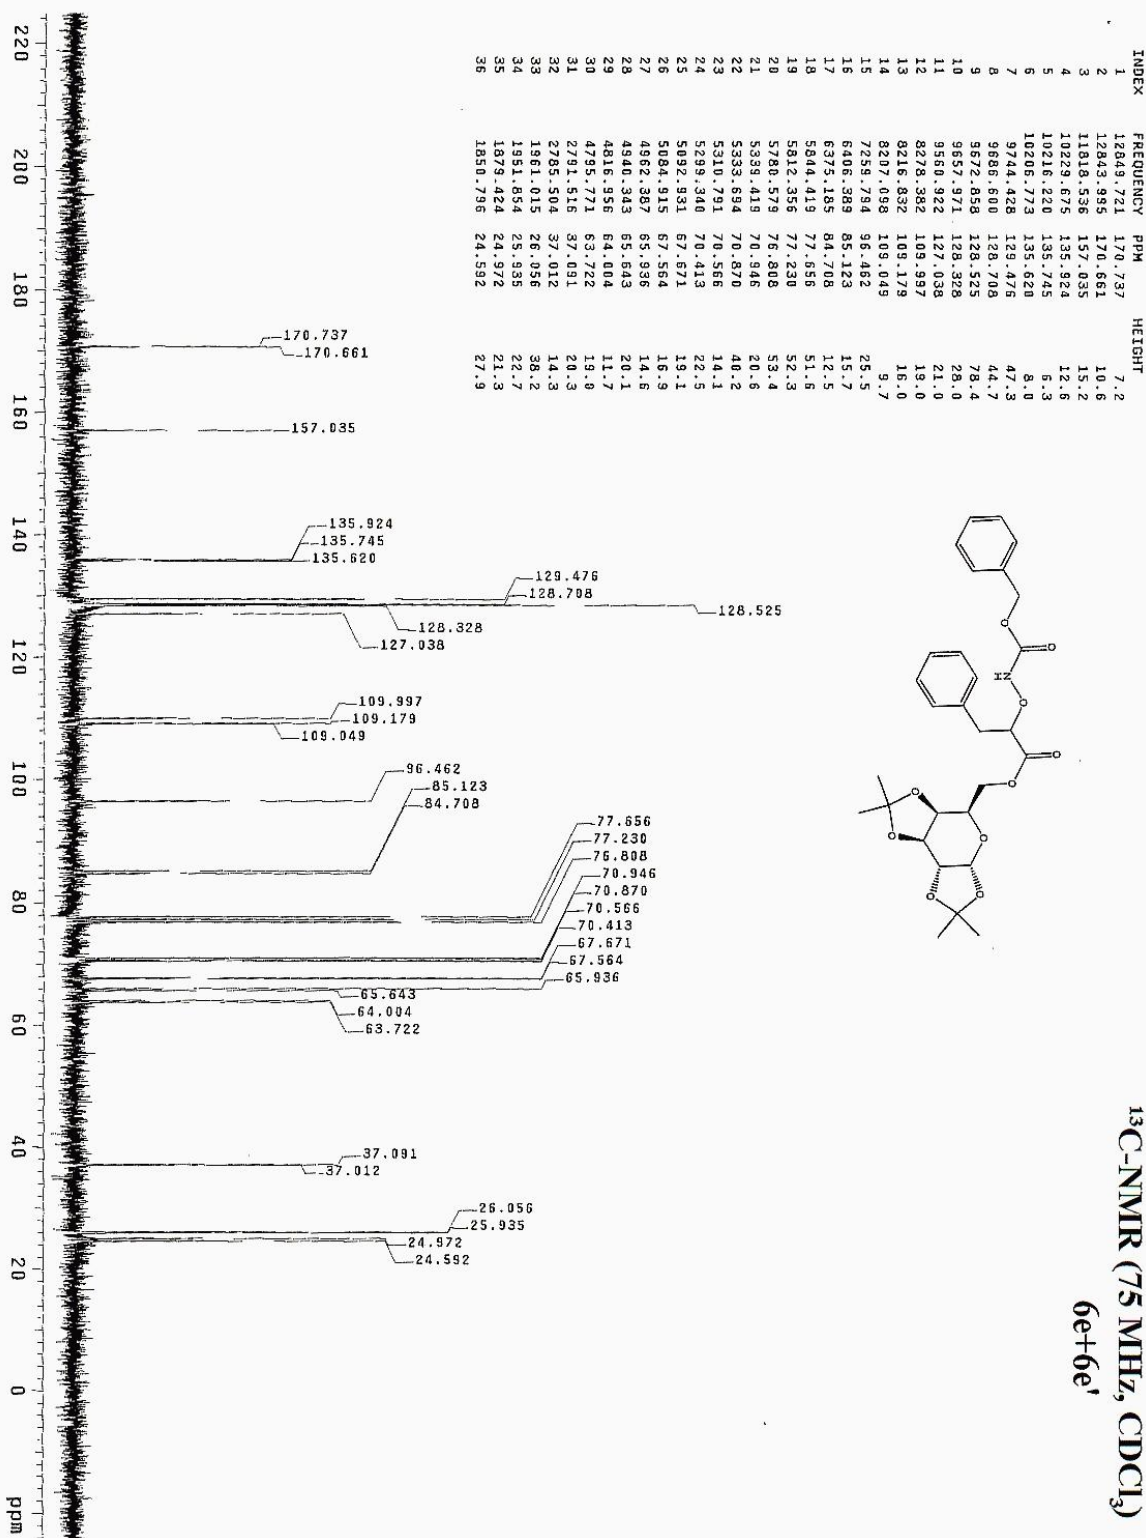 13C-NMR (75 MHz, CDCl3)
6e+6e'
INDEX FREQUENCY PPM HEIGHT
1 12849.721 170.737 7.2
2 12843.995 170.661 10.6
3 11818.536 157.035 15.2
4 10229.675 135.924 12.6
5 10216.220 135.745 6.3
6 10206.773 135.620 8.0
7 9744.428 129.476 47.3
8 9686.600 128.708 44.7
9 9672.858 128.525 78.4
10 9657.971 128.328 28.0
11 9560.922 127.038 21.0
12 8278.382 109.997 19.0
13 8216.832 109.179 16.0
14 8207.098 109.049 9.7
15 7259.794 96.462 25.5
16 6406.389 85.123 15.7
17 6375.185 84.708 12.5
18 5844.419 77.656 51.6
19 5812.356 77.230 52.3
20 5780.579 76.808 53.4
21 5339.419 70.946 20.6
22 5333.694 70.870 40.2
23 5310.791 70.566 14.1
24 5299.340 70.413 22.5
25 5092.931 67.671 19.1
26 5084.915 67.564 16.9
27 4962.387 65.936 14.6
28 4940.343 65.643 20.1
29 4816.956 64.004 11.7
30 4795.771 63.722 19.8
31 2791.516 37.091 20.3
32 2785.504 37.012 14.3
33 1961.015 26.056 38.2
34 1951.854 25.935 22.7
35 1879.424 24.972 21.3
36 1850.796 24.592 27.9
O
O
HN
O
O
O
O
O
O
O
O
170.737
170.661
157.035
135.924
135.745
135.620
129.476
128.708
128.525
128.328
127.038
109.997
109.179
109.049
96.462
85.123
84.708
77.656
77.230
76.808
70.946
70.870
70.566
70.413
67.671
67.564
65.936
65.643
64.004
63.722
37.091
37.012
26.056
25.935
24.972
24.592
220 200 180 160 140 120 100 80 60 40 20 0 ppm